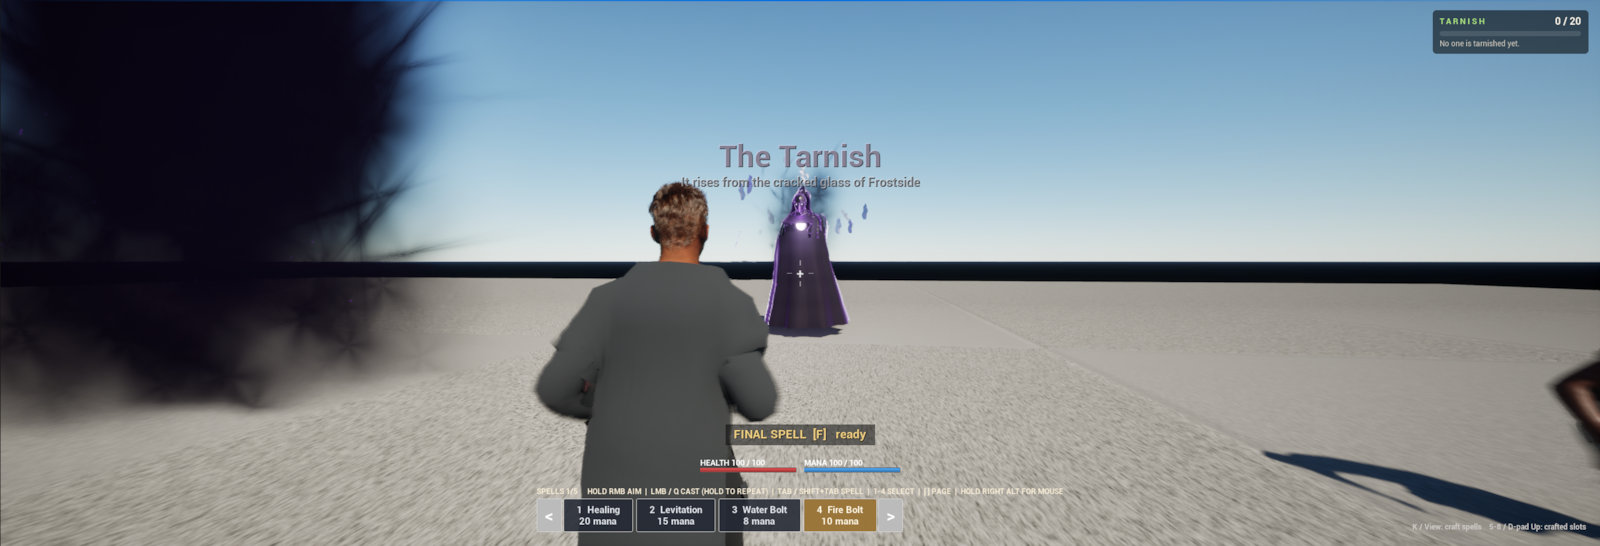 TARNISH 0 / 20
No one is tarnished yet.
The Tarnish
It rises from the cracked glass of Frostside
FINAL SPELL [F] ready
HEALTH 100 / 100 MANA 100 / 100
SPELLS 1/5 HOLD RMB AIM | LMB / Q CAST (HOLD TO REPEAT) | TAB / SHIFT+TAB SPELL | 1-4 SELECT | [ ] PAGE | HOLD RIGHT ALT FOR MOUSE
< 1 Healing 2 Levitation 3 Water Bolt 4 Fire Bolt >
20 mana 15 mana 8 mana 10 mana
K / View: craft spells 5-8 / D-pad Up: crafted slots